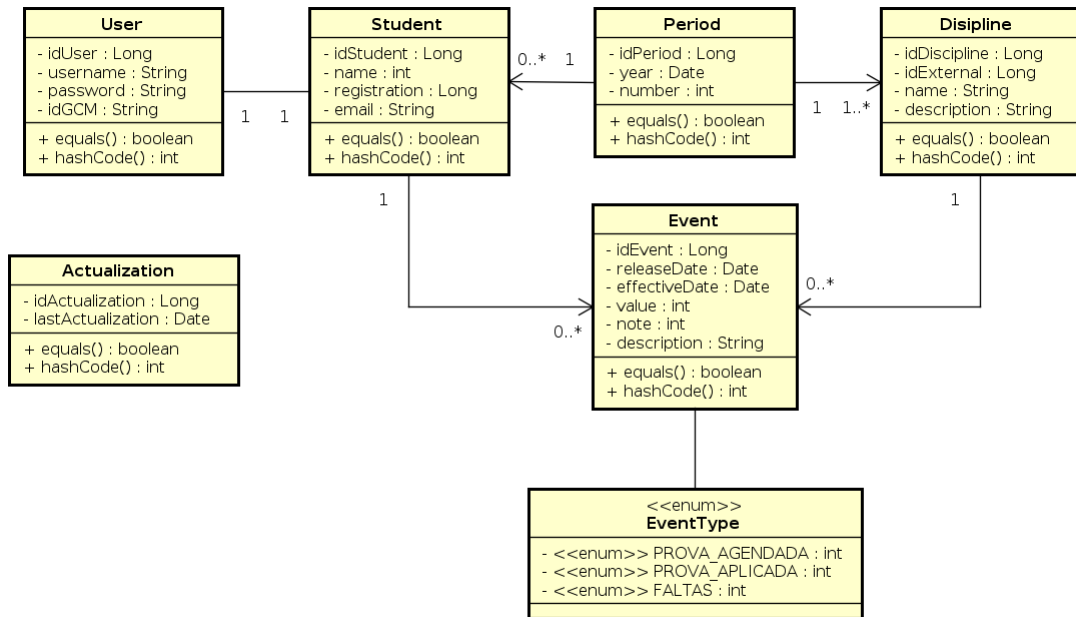 User
- idUser : Long
- username : String
- password : String
- idGCM : String
+ equals() : boolean
+ hashCode() : int
1
1
Student
- idStudent : Long
- name : int
- registration : Long
- email : String
+ equals() : boolean
+ hashCode() : int
0..*
1
Period
- idPeriod : Long
- year : Date
- number : int
+ equals() : boolean
+ hashCode() : int
1
1..*
Disipline
- idDiscipline : Long
- idExternal : Long
- name : String
- description : String
+ equals() : boolean
+ hashCode() : int
1
1
Actualization
- idActualization : Long
- lastActualization : Date
+ equals() : boolean
+ hashCode() : int
Event
- idEvent : Long
- releaseDate : Date
- effectiveDate : Date
- value : int
- note : int
- description : String
+ equals() : boolean
+ hashCode() : int
0..*
0..*
<<enum>>
EventType
- <<enum>> PROVA_AGENDADA : int
- <<enum>> PROVA_APLICADA : int
- <<enum>> FALTAS : int